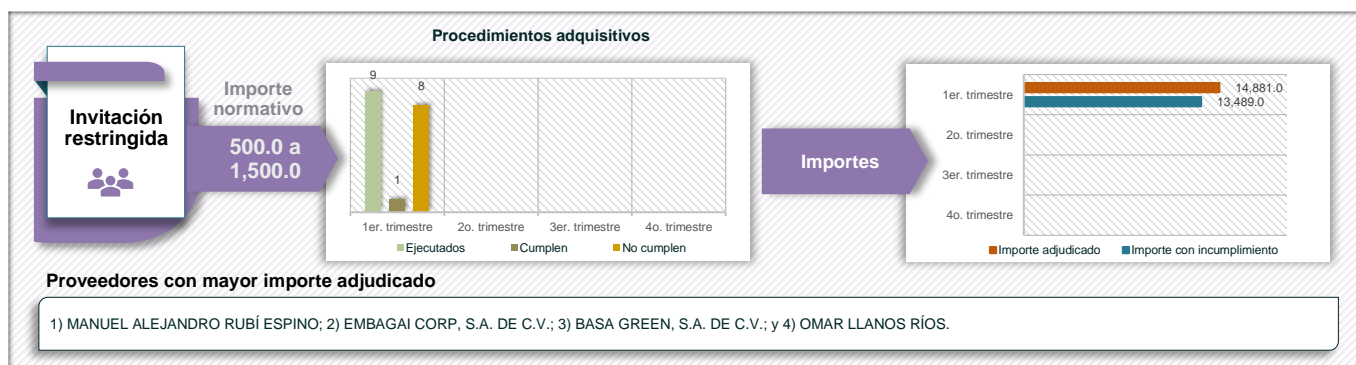 Procedimientos adquisitivos
Invitación
restringida
Importe
normativo
500.0 a
1,500.0
9
1
8
1er. trimestre
2o. trimestre
3er. trimestre
4o. trimestre
Ejecutados
Cumplen
No cumplen
Importes
1er. trimestre
2o. trimestre
3er. trimestre
4o. trimestre
14,881.0
13,489.0
Importe adjudicado
Importe con incumplimiento
Proveedores con mayor importe adjudicado
1) MANUEL ALEJANDRO RUBÍ ESPINO; 2) EMBAGAI CORP, S.A. DE C.V.; 3) BASA GREEN, S.A. DE C.V.; y 4) OMAR LLANOS RÍOS.